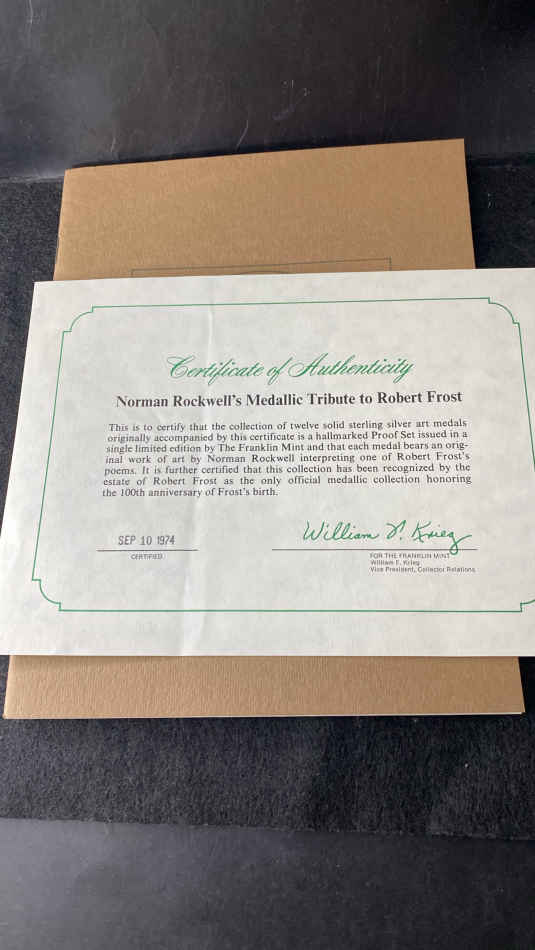 Certificate of Authenticity
Norman Rockwell's Medallic Tribute to Robert Frost
This is to certify that the collection of twelve solid sterling silver art medals
originally accompanied by this certificate is a hallmarked Proof Set issued in a
single limited edition by The Franklin Mint and that each medal bears an orig-
inal work of art by Norman Rockwell interpreting one of Robert Frost's
poems. It is further certified that this collection has been recognized by the
estate of Robert Frost as the only official medallic collection honoring
the 100th anniversary of Frost's birth.
SEP 10 1974
CERTIFIED
William F. Krieg
FOR THE FRANKLIN MINT
William F. Krieg
Vice President, Collector Relations